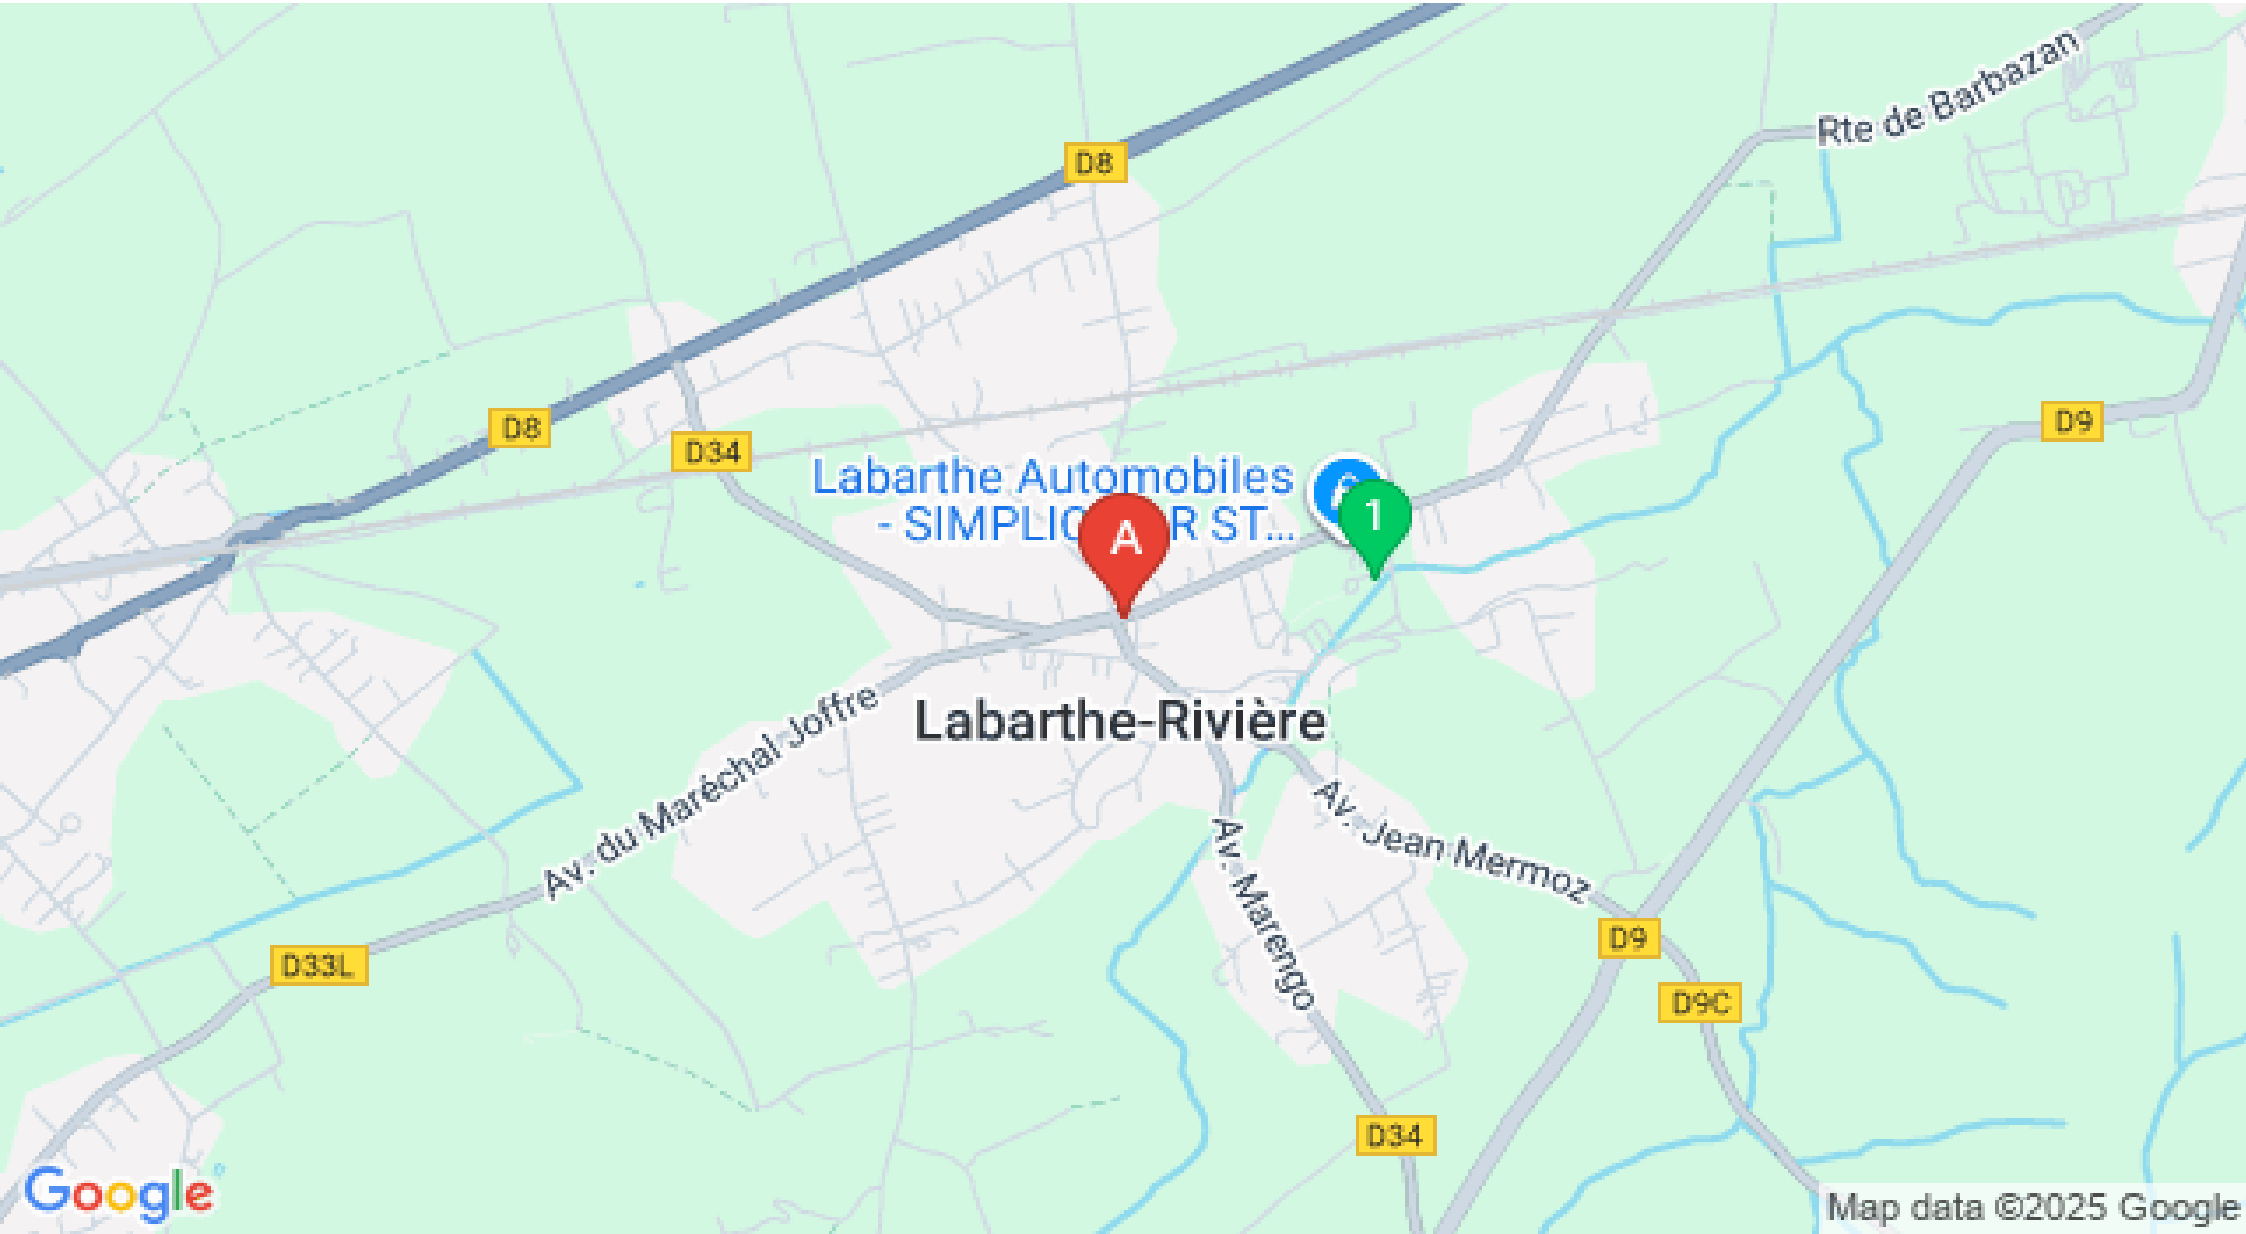 Rte de Barbazan
D8
D8
D34
D9
Labarthe Automobiles
- SIMPLIC R ST...
1
A
Labarthe-Rivière
Av. du Maréchal Joffre
Av. Jean Mermoz
Av. Marengo
D9
D33L
D9C
D34
Google
Map data ©2025 Google